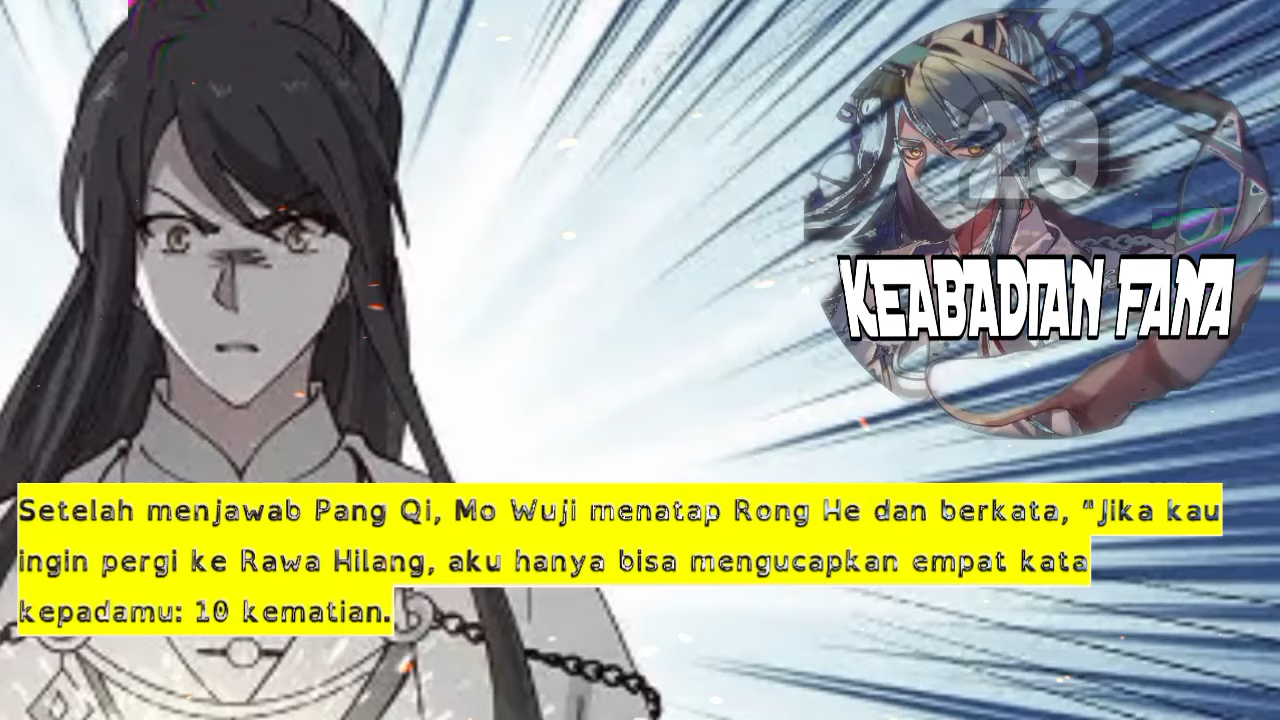 29
KEABADIAN FANA
Setelah menjawab Pang Qi, Mo Wuji menatap Rong He dan berkata, “Jika kau
ingin pergi ke Rawa Hilang, aku hanya bisa mengucapkan empat kata
kepadamu: 10 kematian.